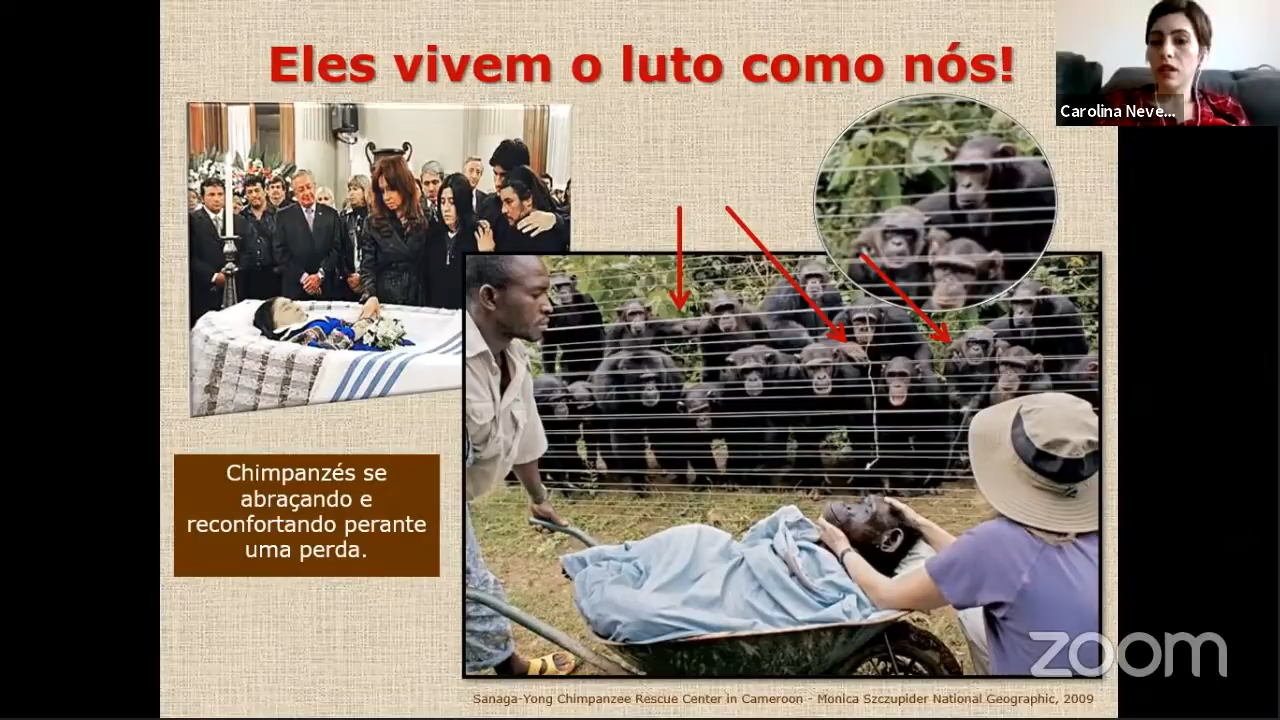 Eles vivem o luto como nós!
Carolina Neve...
Chimpanzés se
abraçando e
reconfortando perante
uma perda.
zoom
Sanaga-Yong Chimpanzee Rescue Center in Cameroon - Monica Szczupider National Geographic, 2009